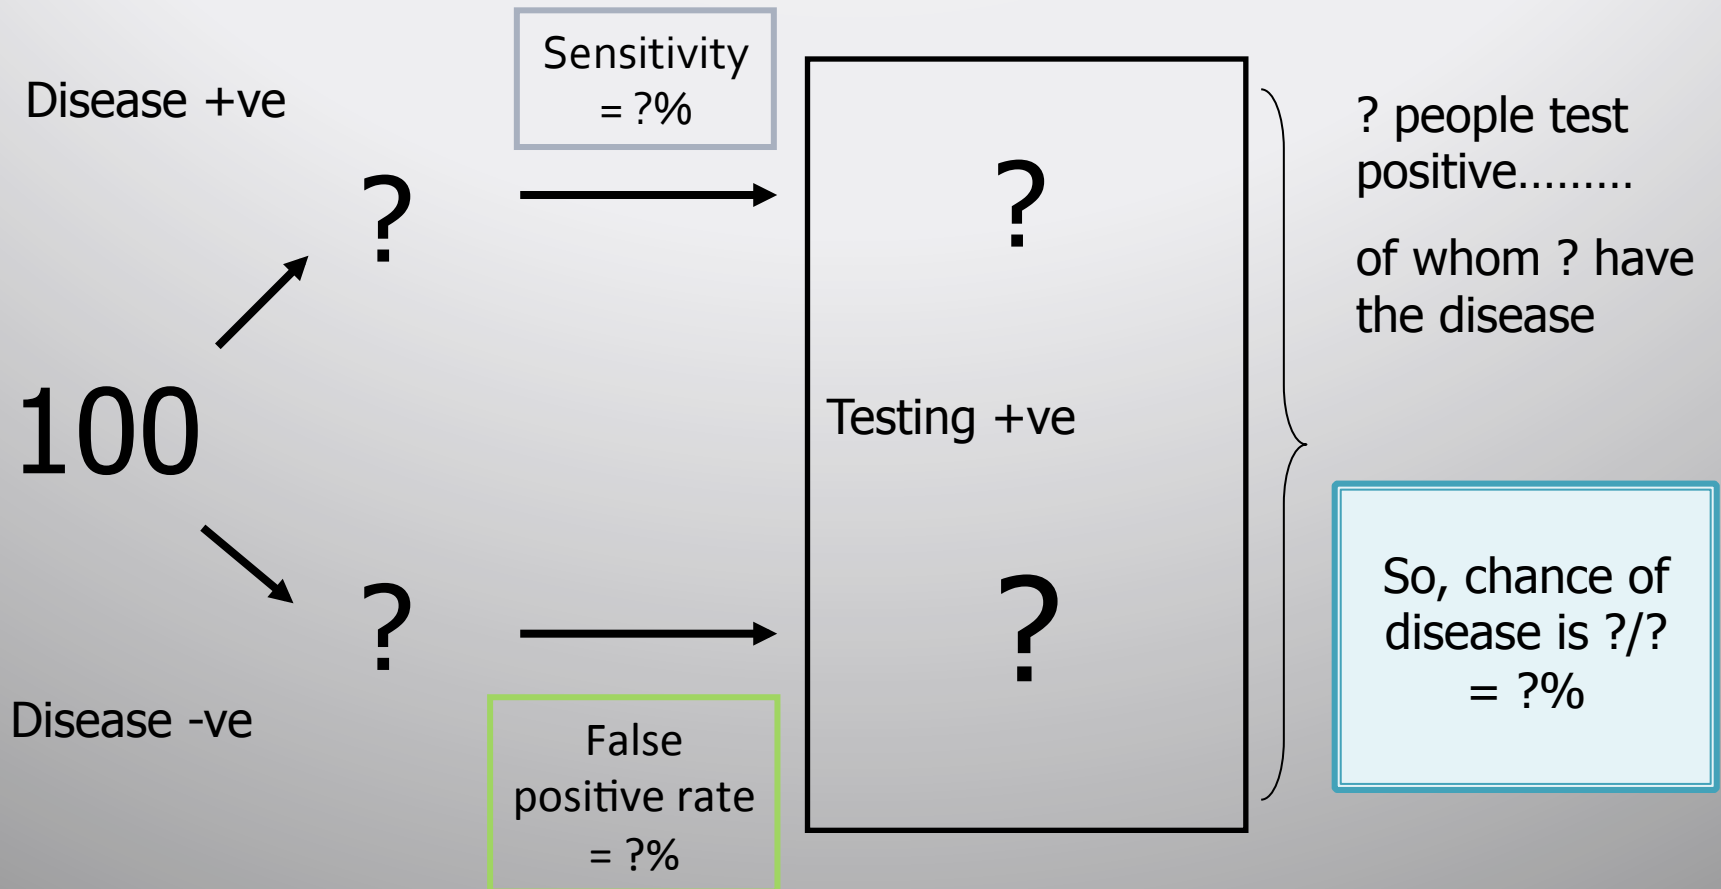 Disease +ve
Sensitivity
= ?%
?
?
? people test
positive.........
of whom ? have
the disease
100
Testing +ve
?
?
Disease -ve
False
positive rate
= ?%
So, chance of
disease is ?/?
= ?%